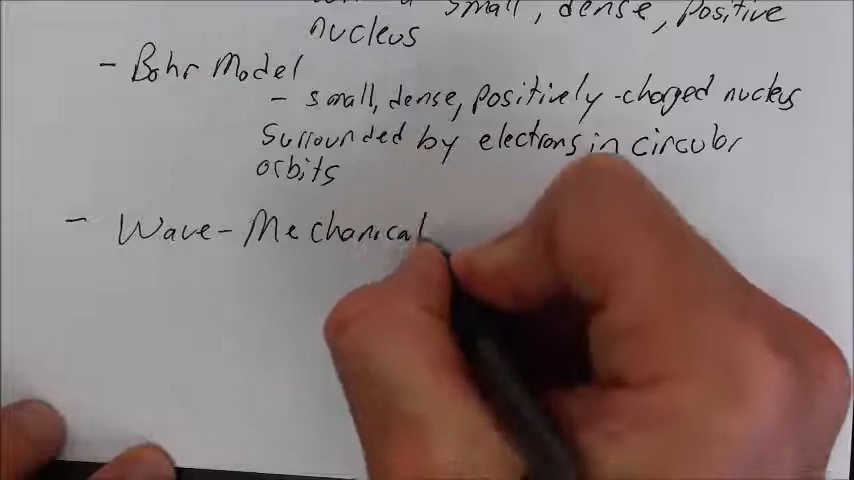 small, dense, positive
nucleus
- Bohr Model
- small, dense, positively-charged nucleus
surrounded by electrons in circular
orbits
- Wave-Mechanical